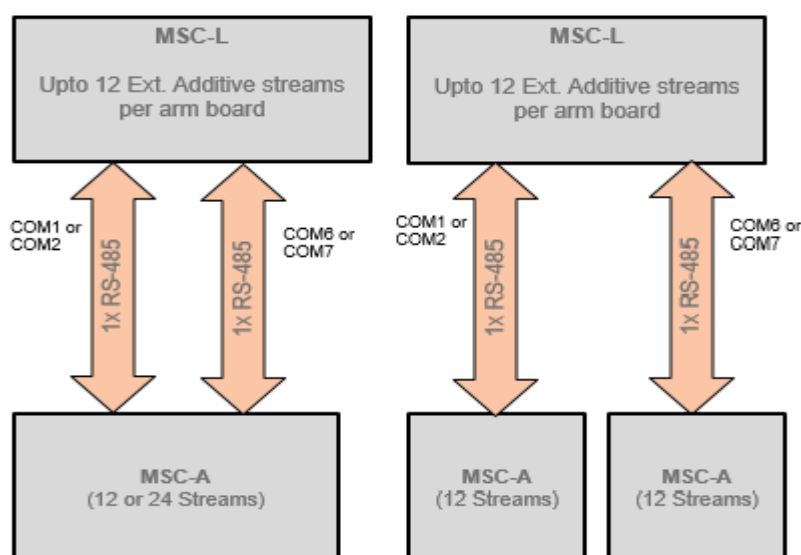 MSC-L
Upto 12 Ext. Additive streams
per arm board
COM1 or
COM2
1x RS-485
1x RS-485
COM6 or
COM7
MSC-A
(12 or 24 Streams)
MSC-L
Upto 12 Ext. Additive streams
per arm board
COM1 or
COM2
1x RS-485
1x RS-485
COM6 or
COM7
MSC-A
(12 Streams)
MSC-A
(12 Streams)